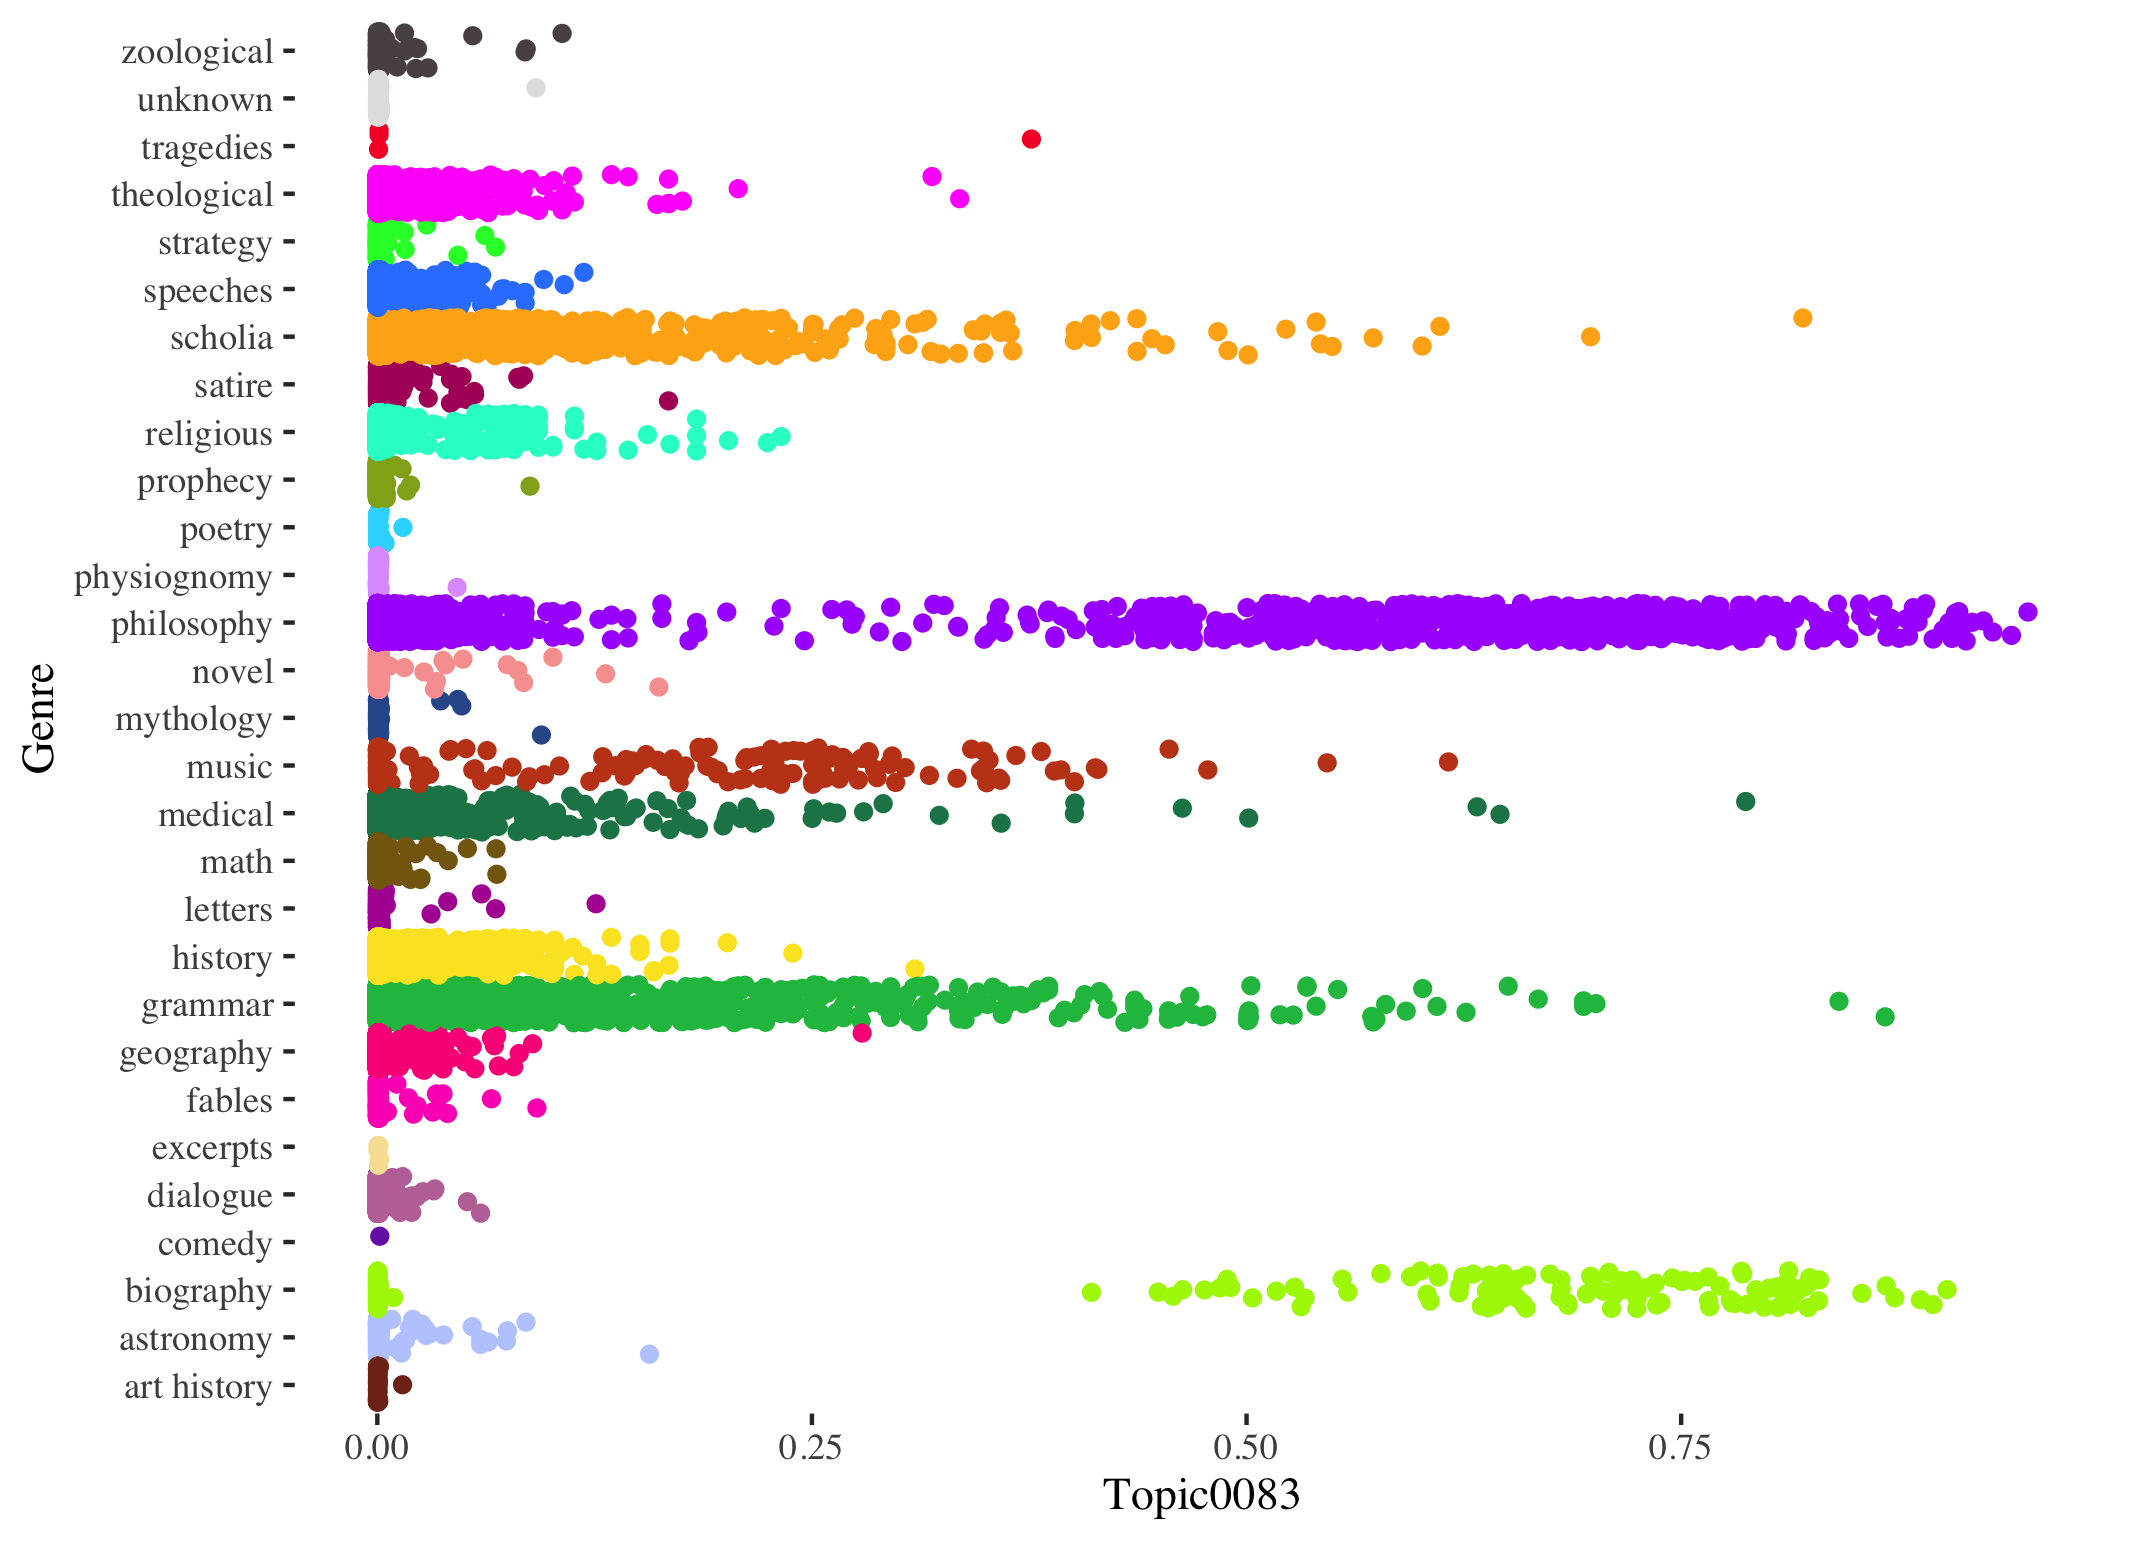 zoological
unknown
tragedies
theological
strategy
speeches
scholia
satire
religious
prophecy
poetry
physiognomy
philosophy
novel
mythology
music
medical
math
letters
history
grammar
geography
fables
excerpts
dialogue
comedy
biography
astronomy
art history
Genre
0.00 0.25 0.50 0.75
Topic0083